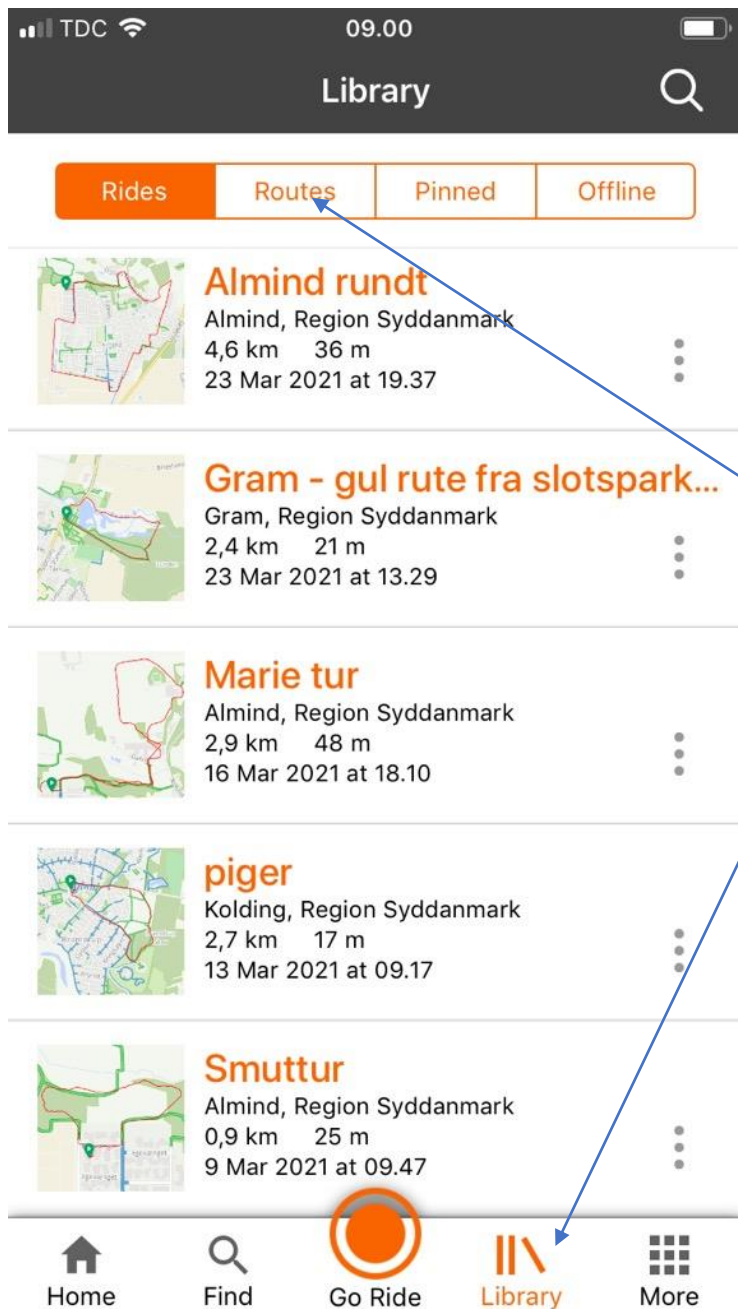 TDC 09.00
Library
Rides Routes Pinned Offline
Almind rundt
Almind, Region Syddanmark
4,6 km 36 m
23 Mar 2021 at 19.37
Gram - gul rute fra slotspark...
Gram, Region Syddanmark
2,4 km 21 m
23 Mar 2021 at 13.29
Marie tur
Almind, Region Syddanmark
2,9 km 48 m
16 Mar 2021 at 18.10
piger
Kolding, Region Syddanmark
2,7 km 17 m
13 Mar 2021 at 09.17
Smuttur
Almind, Region Syddanmark
0,9 km 25 m
9 Mar 2021 at 09.47
Home Find Go Ride Library More